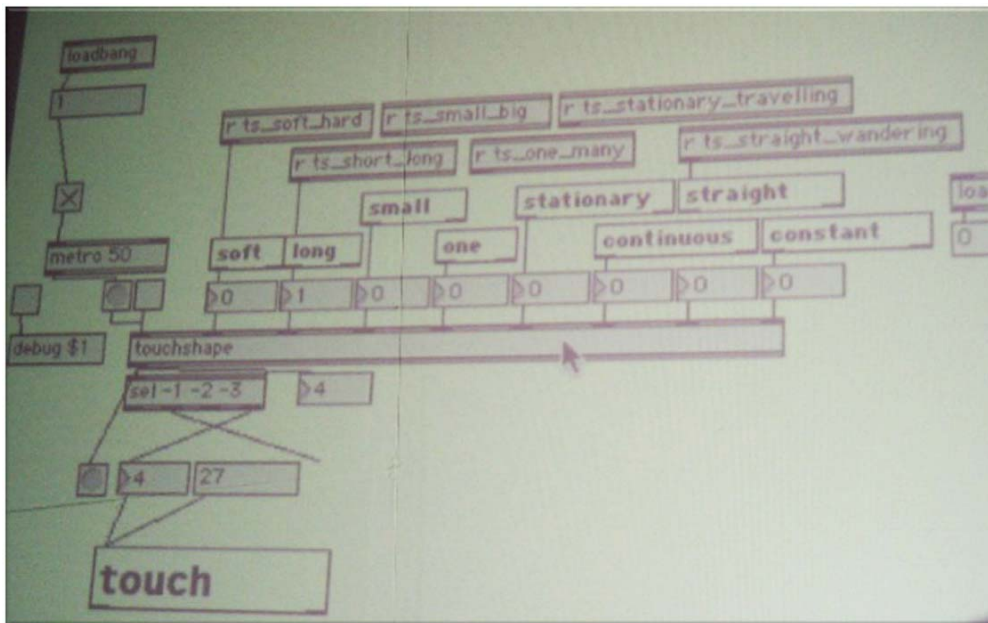 loadbang
1
r ts_soft_hard
r ts_small_big
r ts_stationary_travelling
r ts_short_long
r ts_one_many
r ts_straight_wandering
small
stationary
straight
soft
long
one
continuous
constant
metro 50
0
0
1
0
0
0
0
0
0
debug $1
touchshape
sel -1 -2 -3
4
4
27
touch